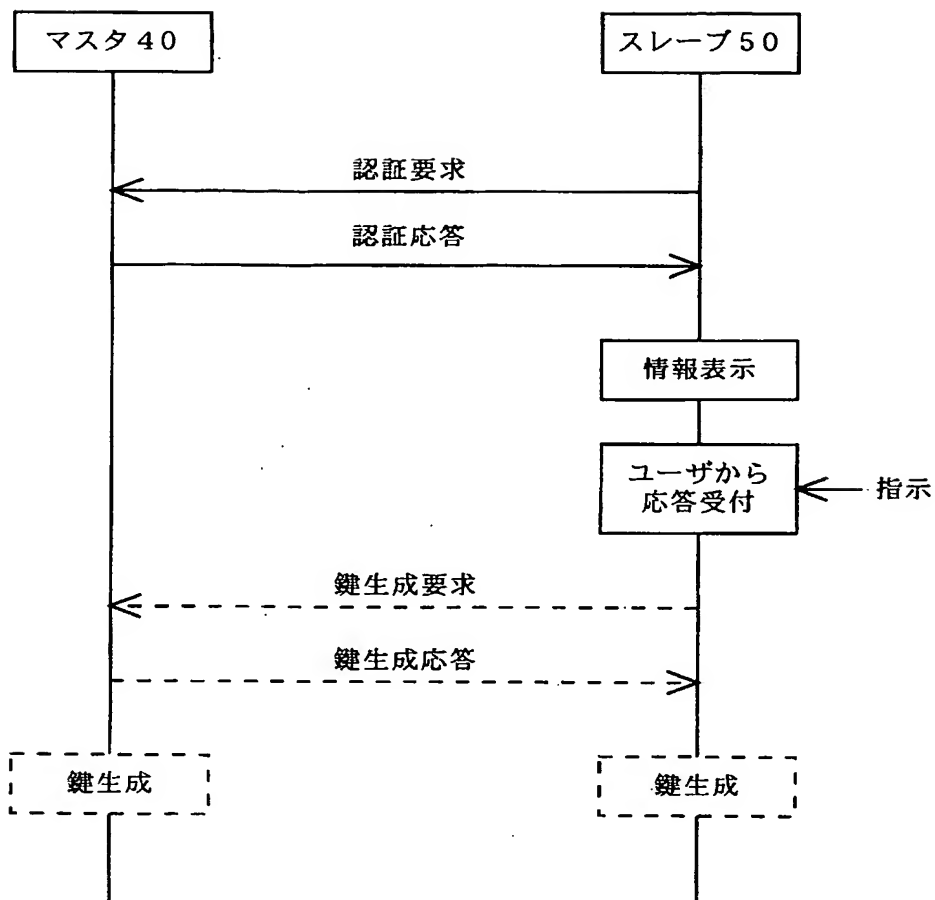 マスタ40
スレーブ50
認証要求
認証応答
情報表示
ユーザから
応答受付
指示
鍵生成要求
鍵生成応答
鍵生成
鍵生成